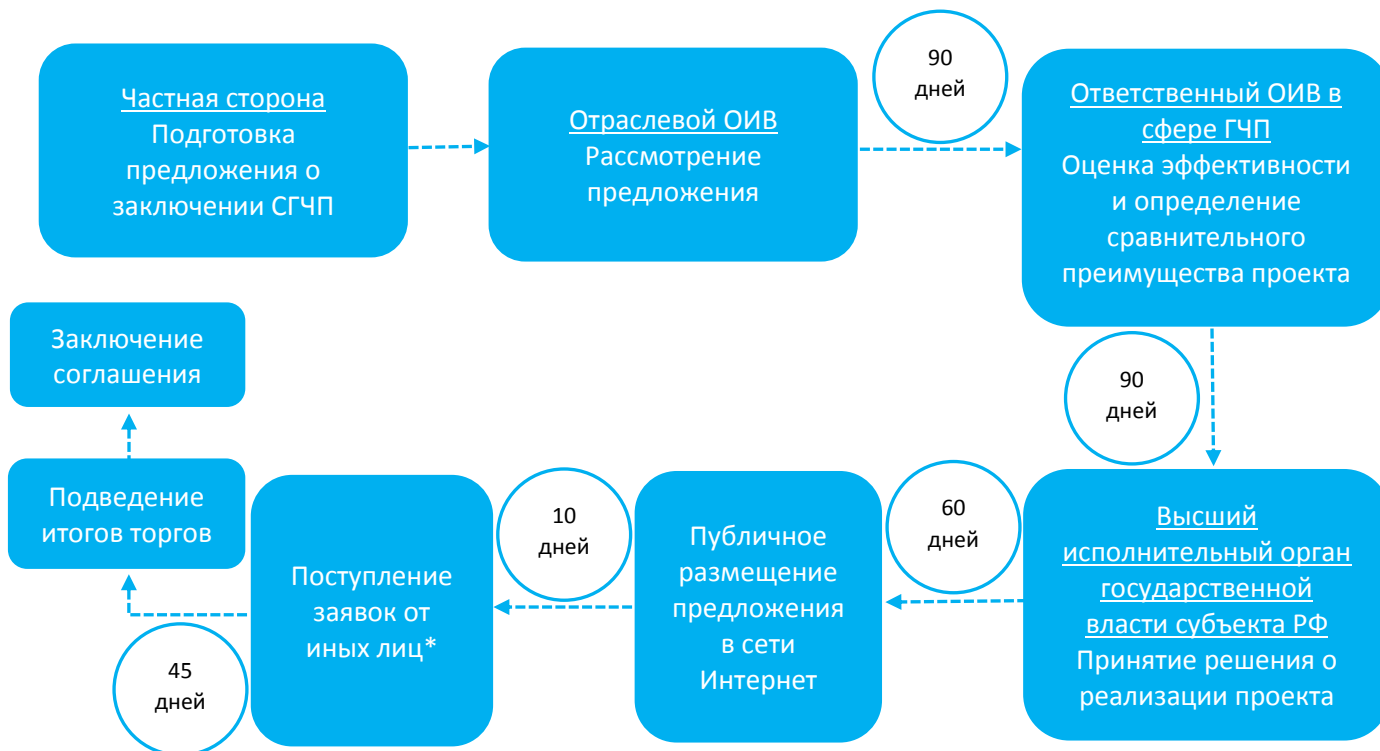 Частная сторона
Подготовка
предложения о
заключении СГЧП
Отраслевой ОИВ
Рассмотрение
предложения
90
дней
Ответственный ОИВ в
сфере ГЧП
Оценка эффективности
и определение
сравнительного
преимущества проекта
90
дней
Высший
исполнительный орган
государственной
власти субъекта РФ
Принятие решения о
реализации проекта
60
дней
Публичное
размещение
предложения
в сети
Интернет
10
дней
Поступление
заявок от
иных лиц*
45
дней
Подведение
итогов торгов
Заключение
соглашения